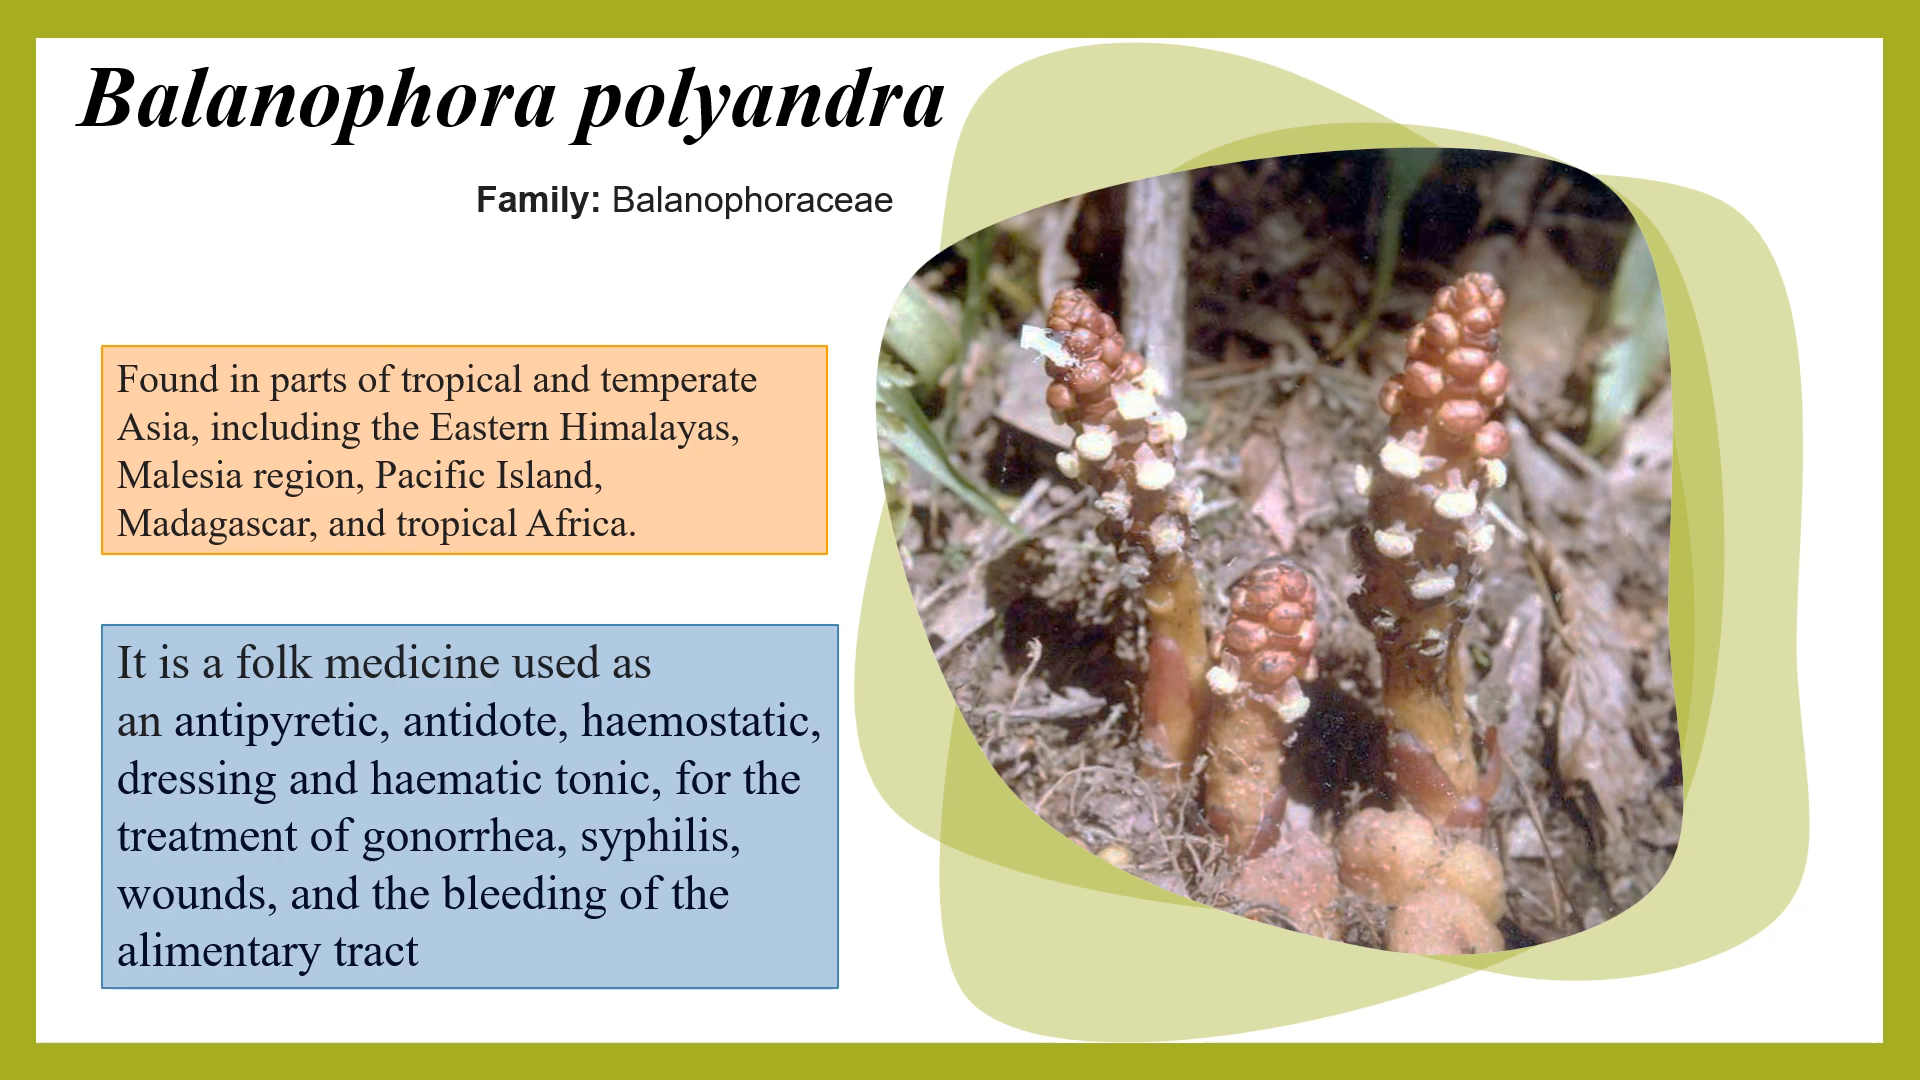 Balanophora polyandra
Family: Balanophoraceae
Found in parts of tropical and temperate
Asia, including the Eastern Himalayas,
Malesia region, Pacific Island,
Madagascar, and tropical Africa.
It is a folk medicine used as
an antipyretic, antidote, haemostatic,
dressing and haematic tonic, for the
treatment of gonorrhea, syphilis,
wounds, and the bleeding of the
alimentary tract